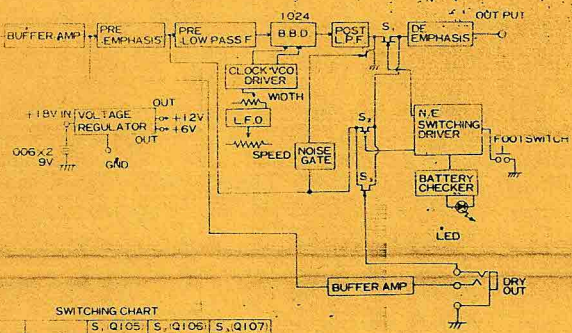 1024
OUT PUT
BUFFER AMP
PRE EMPHASIS
PRE LOW PASS F
B.B.D
POST L.P.F.
S1
DE EMPHASIS
CLOCK VCO DRIVER
WIDTH
L.F.O.
SPEED
NOISE GATE
S2
S3
N.E SWITCHING DRIVER
FOOTSWITCH
BATTERY CHECKER
LED
+18V IN
VOLTAGE REGULATOR
OUT
+12V
+6V
OUT
006×2
9V
GND
BUFFER AMP
DRY OUT
SWITCHING CHART
S1(Q105) S2(Q106) S3(Q107)